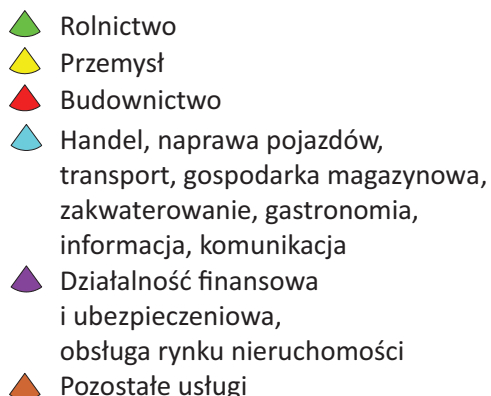 Rolnictwo
Przemysł
Budownictwo
Handel, naprawa pojazdów,
transport, gospodarka magazynowa,
zakwaterowanie, gastronomia,
informacja, komunikacja
Działalność finansowa
i ubezpieczeniowa,
obsługa rynku nieruchomości
Pozostałe usługi